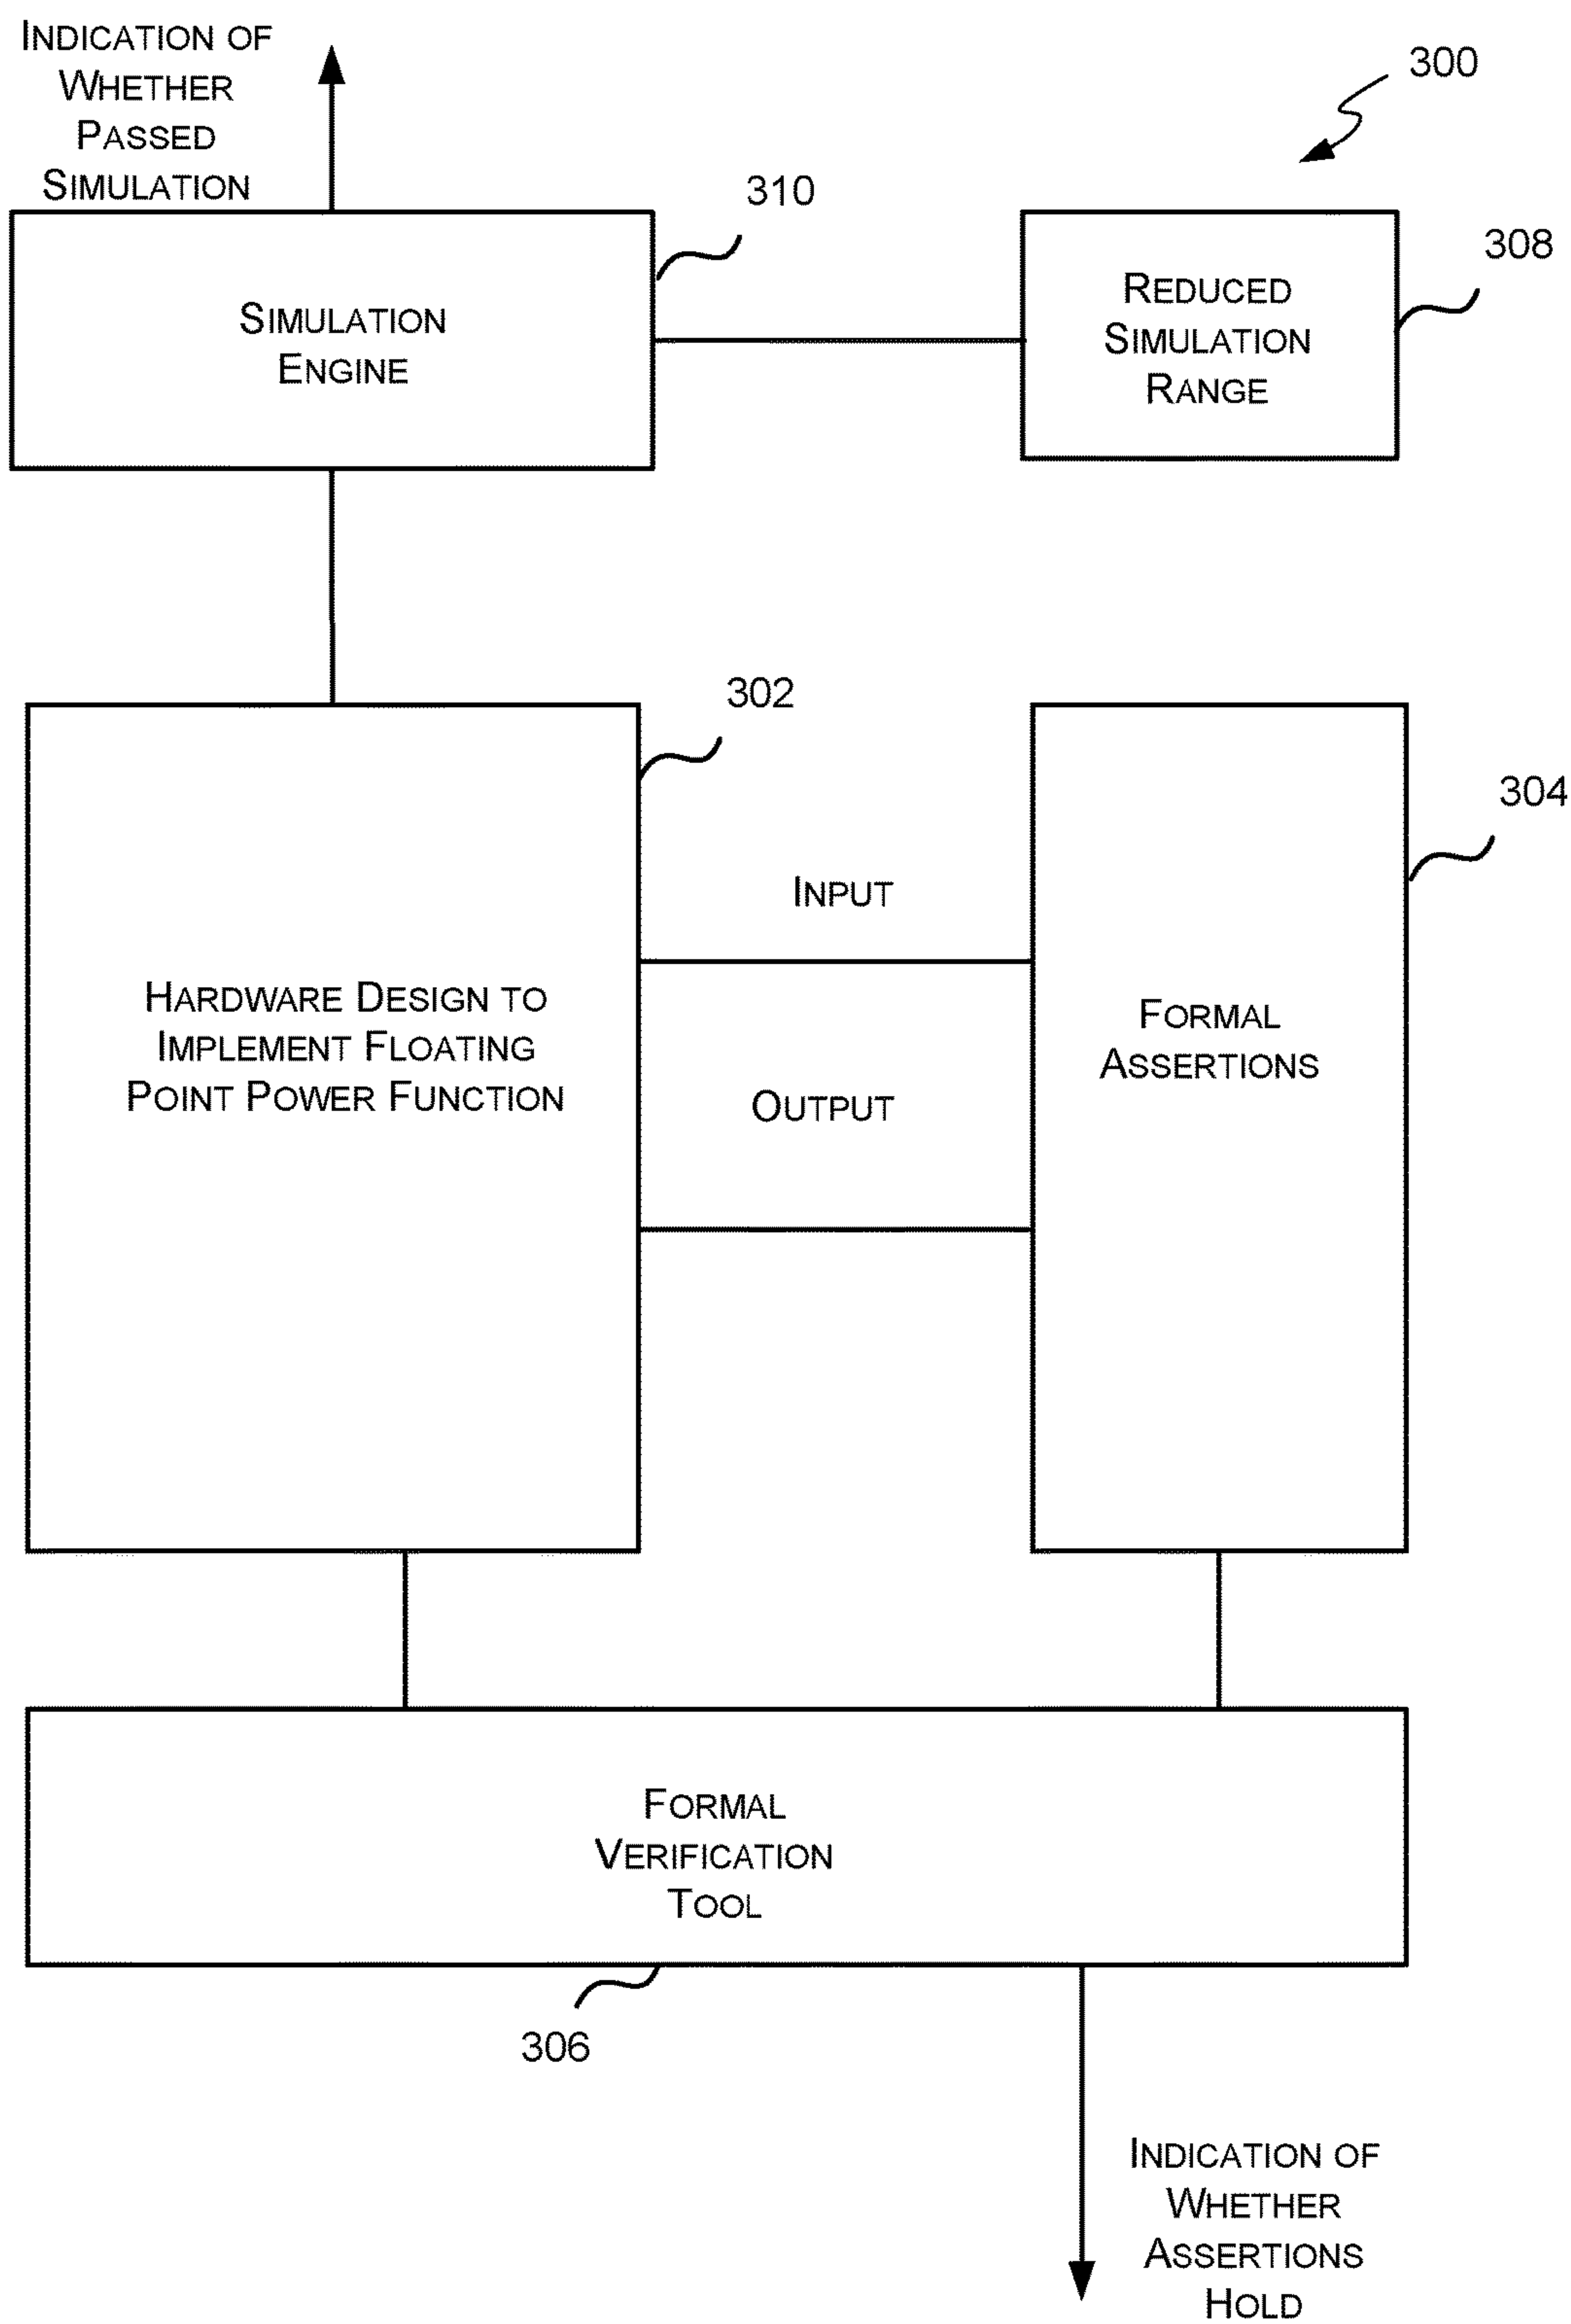 INDICATION OF
WHETHER
PASSED
SIMULATION
300
310
308
SIMULATION
ENGINE
REDUCED
SIMULATION
RANGE
302
304
INPUT
HARDWARE DESIGN TO
IMPLEMENT FLOATING
POINT POWER FUNCTION
FORMAL
ASSERTIONS
OUTPUT
FORMAL
VERIFICATION
TOOL
306
INDICATION OF
WHETHER
ASSERTIONS
HOLD